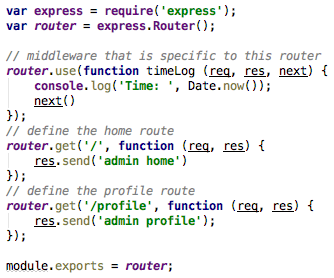 var express = require('express');
var router = express.Router();

// middleware that is specific to this router
router.use(function timeLog (req, res, next) {
    console.log('Time: ', Date.now());
    next()
});
// define the home route
router.get('/', function (req, res) {
    res.send('admin home')
});
// define the profile route
router.get('/profile', function (req, res) {
    res.send('admin profile');
});

module.exports = router;